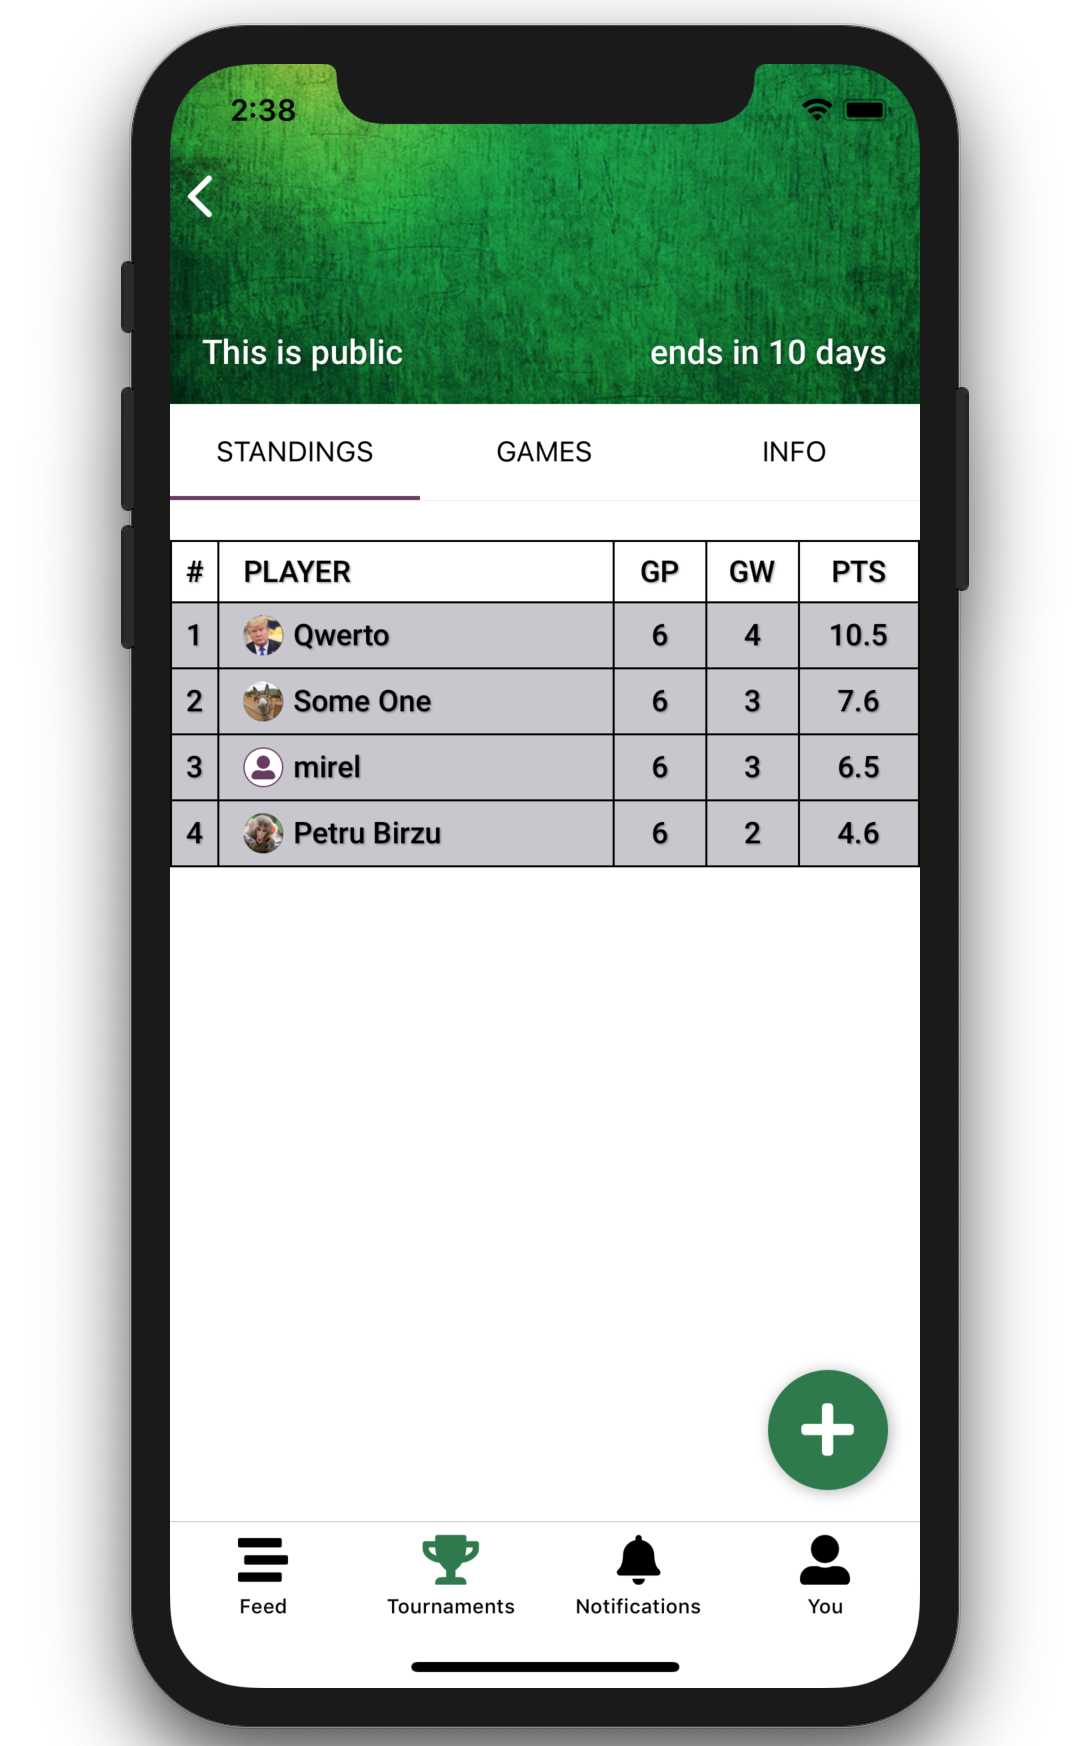 2:38
This is public ends in 10 days
STANDINGS GAMES INFO
# PLAYER GP GW PTS
1 Qwerto 6 4 10.5
2 Some One 6 3 7.6
3 mirel 6 3 6.5
4 Petru Birzu 6 2 4.6
Feed Tournaments Notifications You